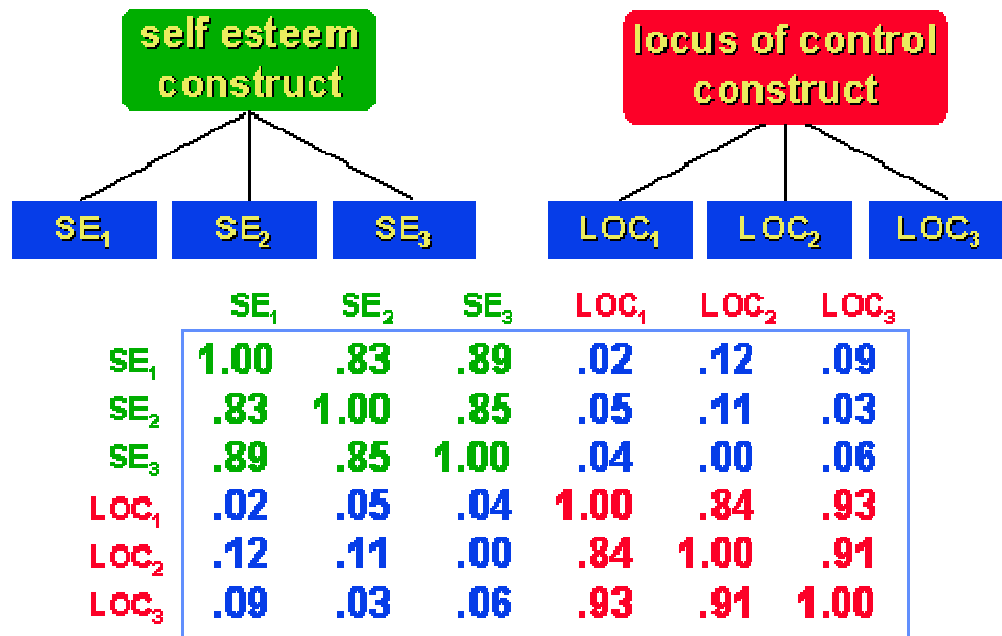 self esteem construct
locus of control construct
SE₁ SE₂ SE₃ LOC₁ LOC₂ LOC₃
SE₁ SE₂ SE₃ LOC₁ LOC₂ LOC₃
SE₁ 1.00 .83 .89 .02 .12 .09
SE₂ .83 1.00 .85 .05 .11 .03
SE₃ .89 .85 1.00 .04 .00 .06
LOC₁ .02 .05 .04 1.00 .84 .93
LOC₂ .12 .11 .00 .84 1.00 .91
LOC₃ .09 .03 .06 .93 .91 1.00